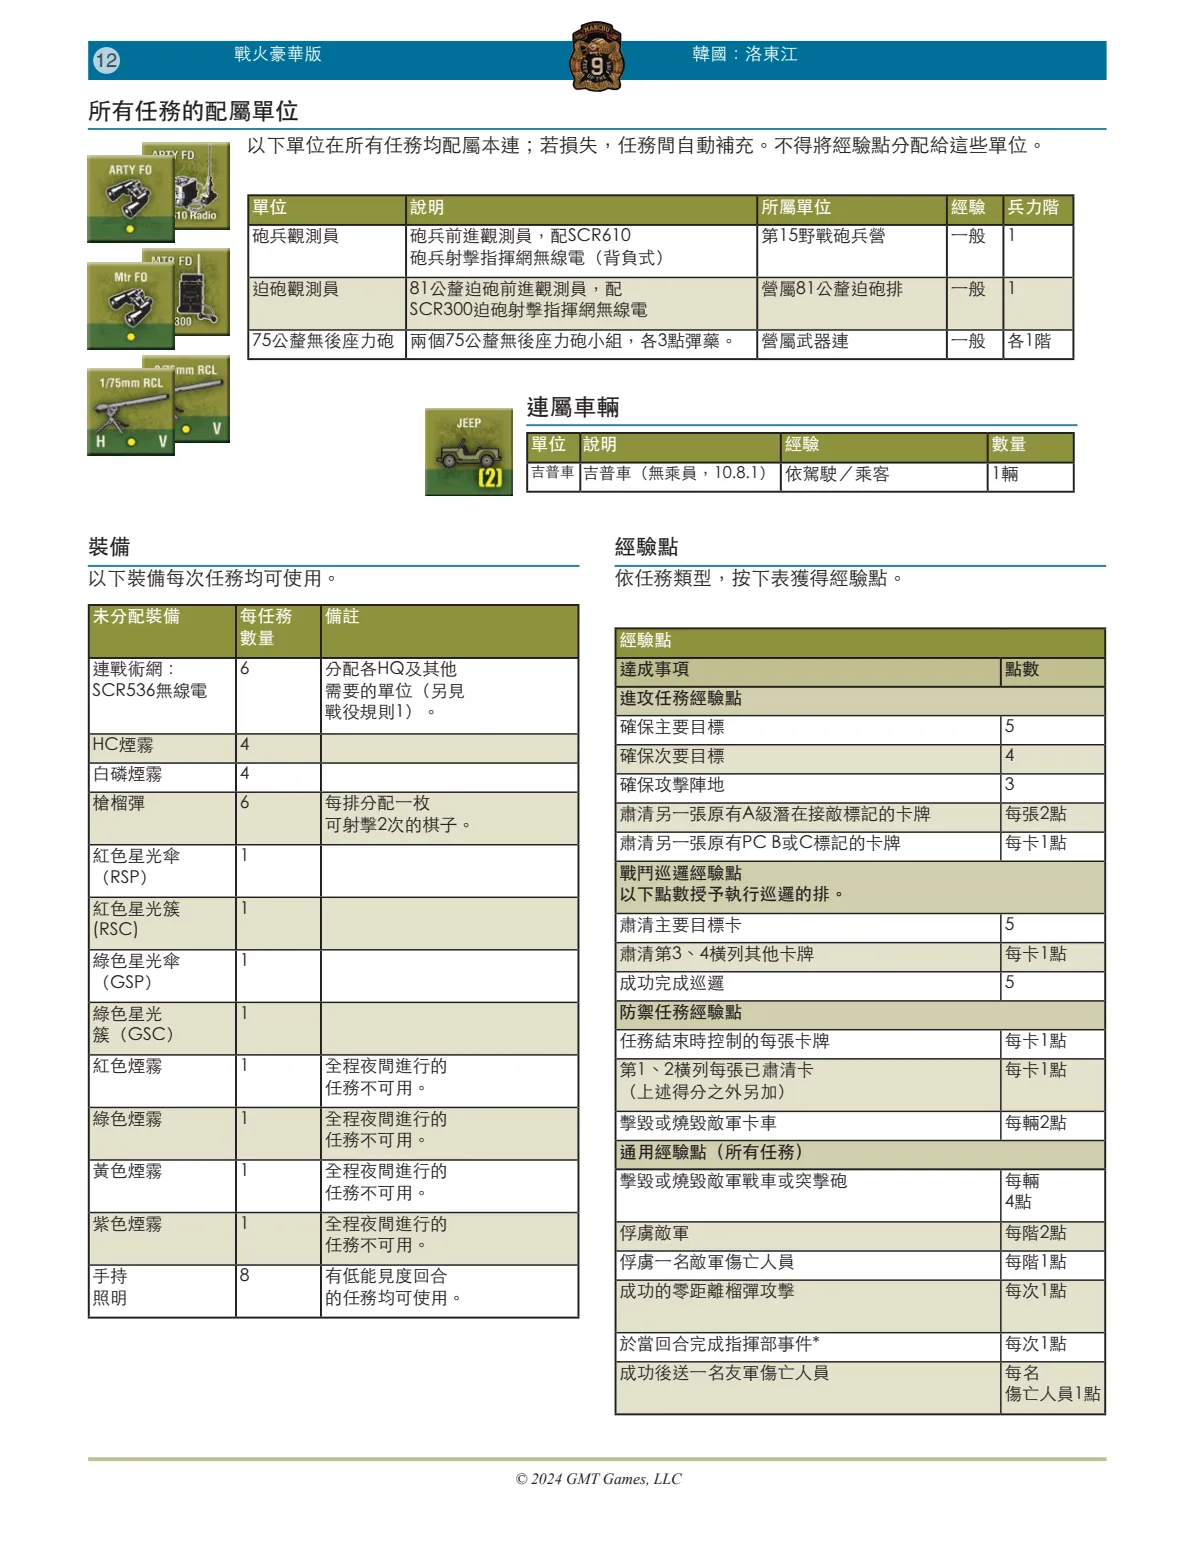 12
戰火豪華版
MANCHU
9
韓國：洛東江
所有任務的配屬單位
以下單位在所有任務均配屬本連；若損失，任務間自動補充。不得將經驗點分配給這些單位。
ARTY FD
ARTY FO
10 Radio
MTR FD
Mtr FO
300
mm RCL
1/75mm RCL
V
H V
單位 說明 所屬單位 經驗 兵力階
砲兵觀測員 砲兵前進觀測員，配SCR610 第15野戰砲兵營 一般 1
砲兵射擊指揮網無線電（背負式）
迫砲觀測員 81公釐迫砲前進觀測員，配 營屬81公釐迫砲排 一般 1
SCR300迫砲射擊指揮網無線電
75公釐無後座力砲 兩個75公釐無後座力砲小組，各3點彈藥。 營屬武器連 一般 各1階
連屬車輛
JEEP
(2)
單位 說明 經驗 數量
吉普車 吉普車（無乘員，10.8.1） 依駕駛／乘客 1輛
裝備
以下裝備每次任務均可使用。
未分配裝備 每任務 備註
數量
連戰術網： 6 分配各HQ及其他
SCR536無線電 需要的單位（另見
戰役規則1）。
HC煙霧 4
白磷煙霧 4
槍榴彈 6 每排分配一枚
可射擊2次的棋子。
紅色星光傘 1
（RSP）
紅色星光簇 1
(RSC)
綠色星光傘 1
（GSP）
綠色星光 1
簇（GSC）
紅色煙霧 1 全程夜間進行的
任務不可用。
綠色煙霧 1 全程夜間進行的
任務不可用。
黃色煙霧 1 全程夜間進行的
任務不可用。
紫色煙霧 1 全程夜間進行的
任務不可用。
手持 8 有低能見度回合
照明 的任務均可使用。
經驗點
依任務類型，按下表獲得經驗點。
經驗點
達成事項 點數
進攻任務經驗點
確保主要目標 5
確保次要目標 4
確保攻擊陣地 3
肅清另一張原有A級潛在接敵標記的卡牌 每張2點
肅清另一張原有PC B或C標記的卡牌 每卡1點
戰鬥巡邏經驗點
以下點數授予執行巡邏的排。
肅清主要目標卡 5
肅清第3、4橫列其他卡牌 每卡1點
成功完成巡邏 5
防禦任務經驗點
任務結束時控制的每張卡牌 每卡1點
第1、2橫列每張已肅清卡 每卡1點
（上述得分之外另加）
擊毀或燒毀敵軍卡車 每輛2點
通用經驗點（所有任務）
擊毀或燒毀敵軍戰車或突擊砲 每輛
4點
俘虜敵軍 每階2點
俘虜一名敵軍傷亡人員 每階1點
成功的零距離榴彈攻擊 每次1點
於當回合完成指揮部事件* 每次1點
成功後送一名友軍傷亡人員 每名
傷亡人員1點
© 2024 GMT Games, LLC